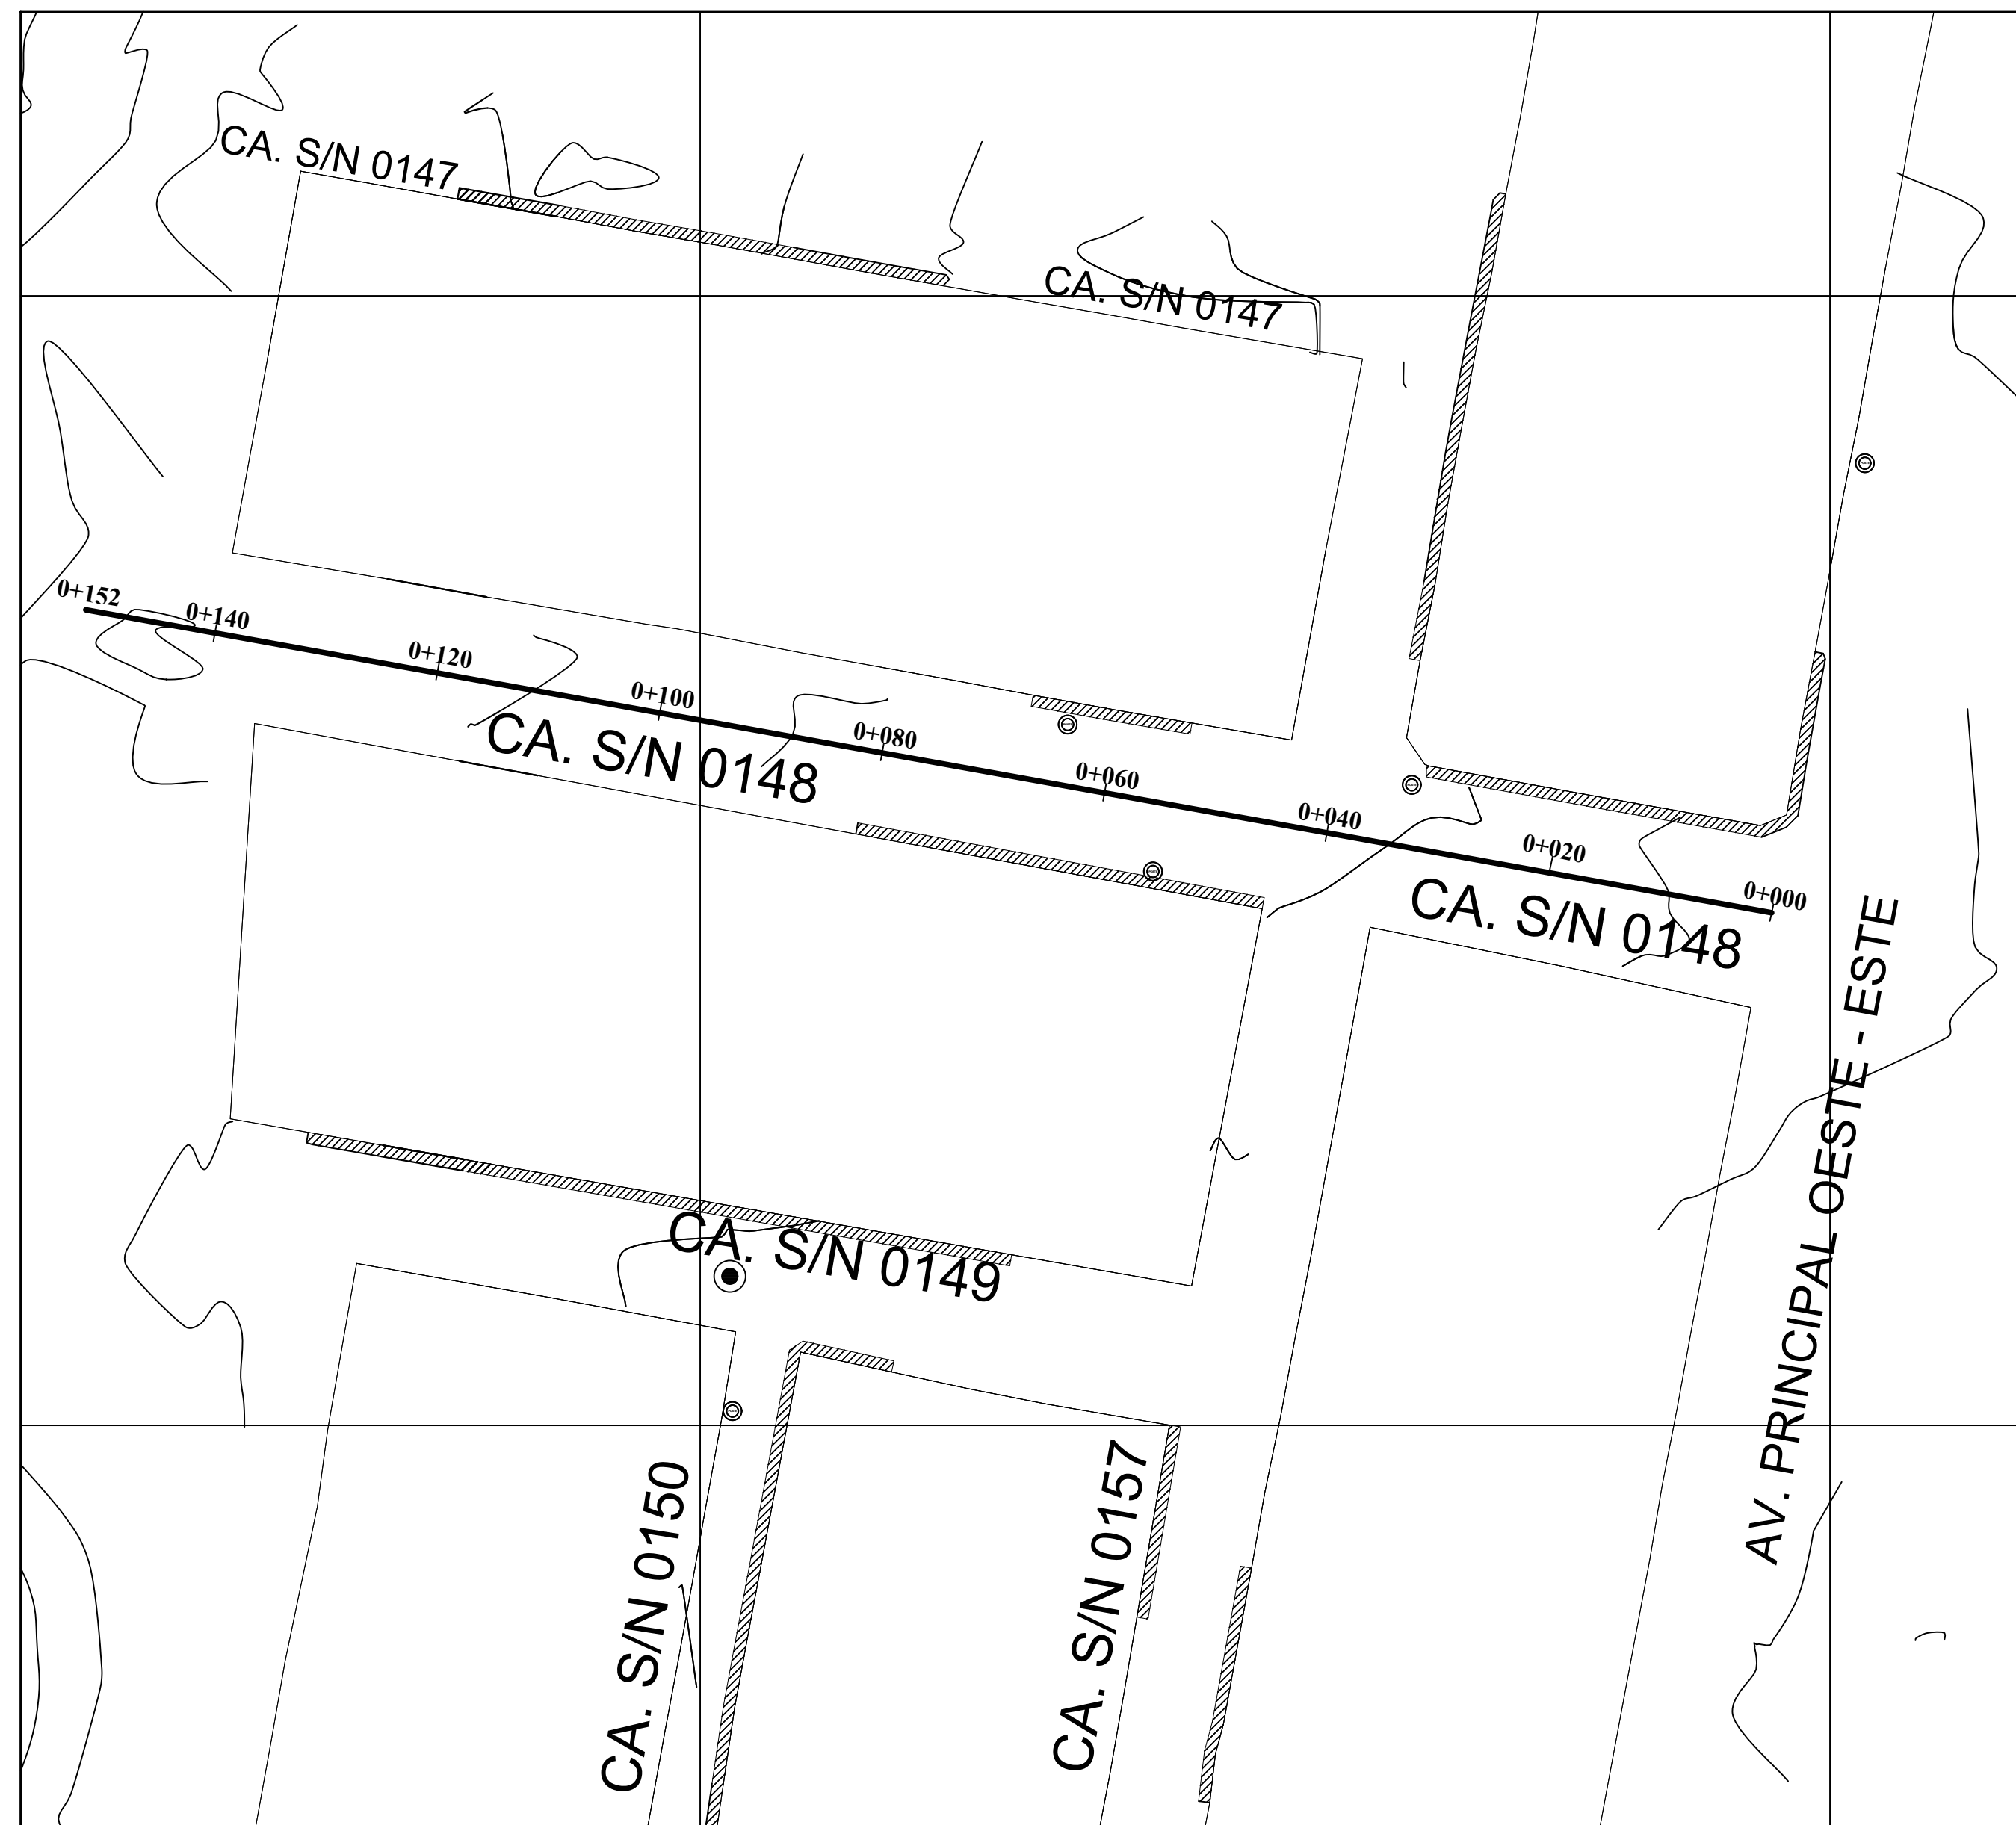 CA. S/N 0147
CA. S/N 0147
0+152
0+140
0+120
0+100
0+080
0+060
0+040
0+020
0+000
CA. S/N 0148
CA. S/N 0148
AV. PRINCIPAL OESTE - ESTE
CA. S/N 0149
CA. S/N 0150
CA. S/N 0157